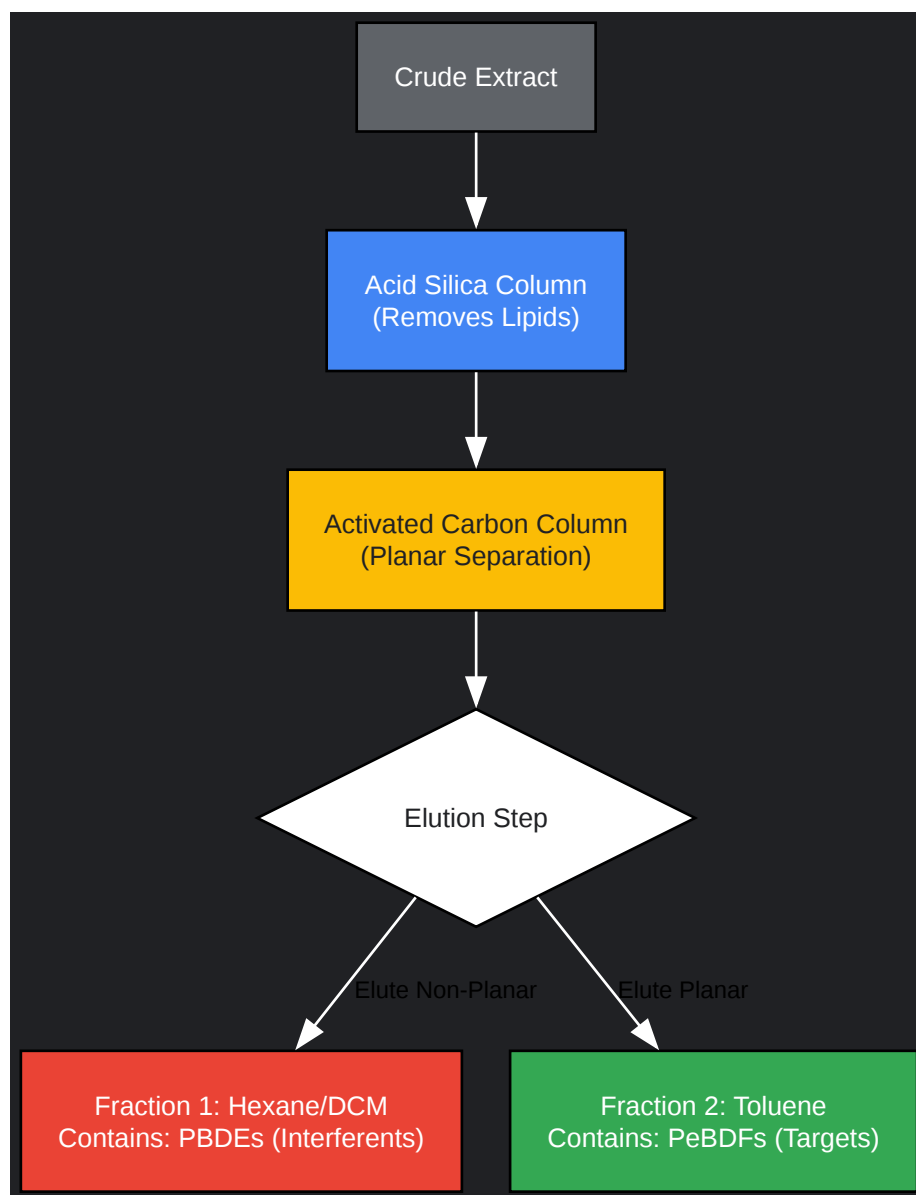 Crude Extract
Acid Silica Column
(Removes Lipids)
Activated Carbon Column
(Planar Separation)
Elution Step
Elute Non-Planar
Elute Planar
Fraction 1: Hexane/DCM
Contains: PBDEs (Interferents)
Fraction 2: Toluene
Contains: PeBDFs (Targets)